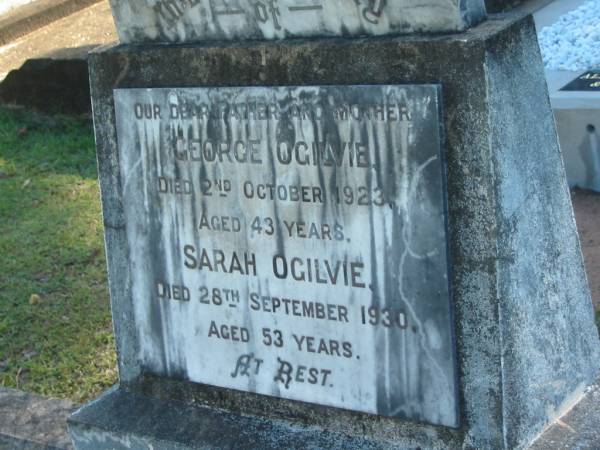 of
OUR DEAR FATHER AND MOTHER
GEORGE OGILVIE.
DIED 2ND OCTOBER 1923.
AGED 43 YEARS.
SARAH OGILVIE.
DIED 28TH SEPTEMBER 1930.
AGED 53 YEARS.
AT REST.